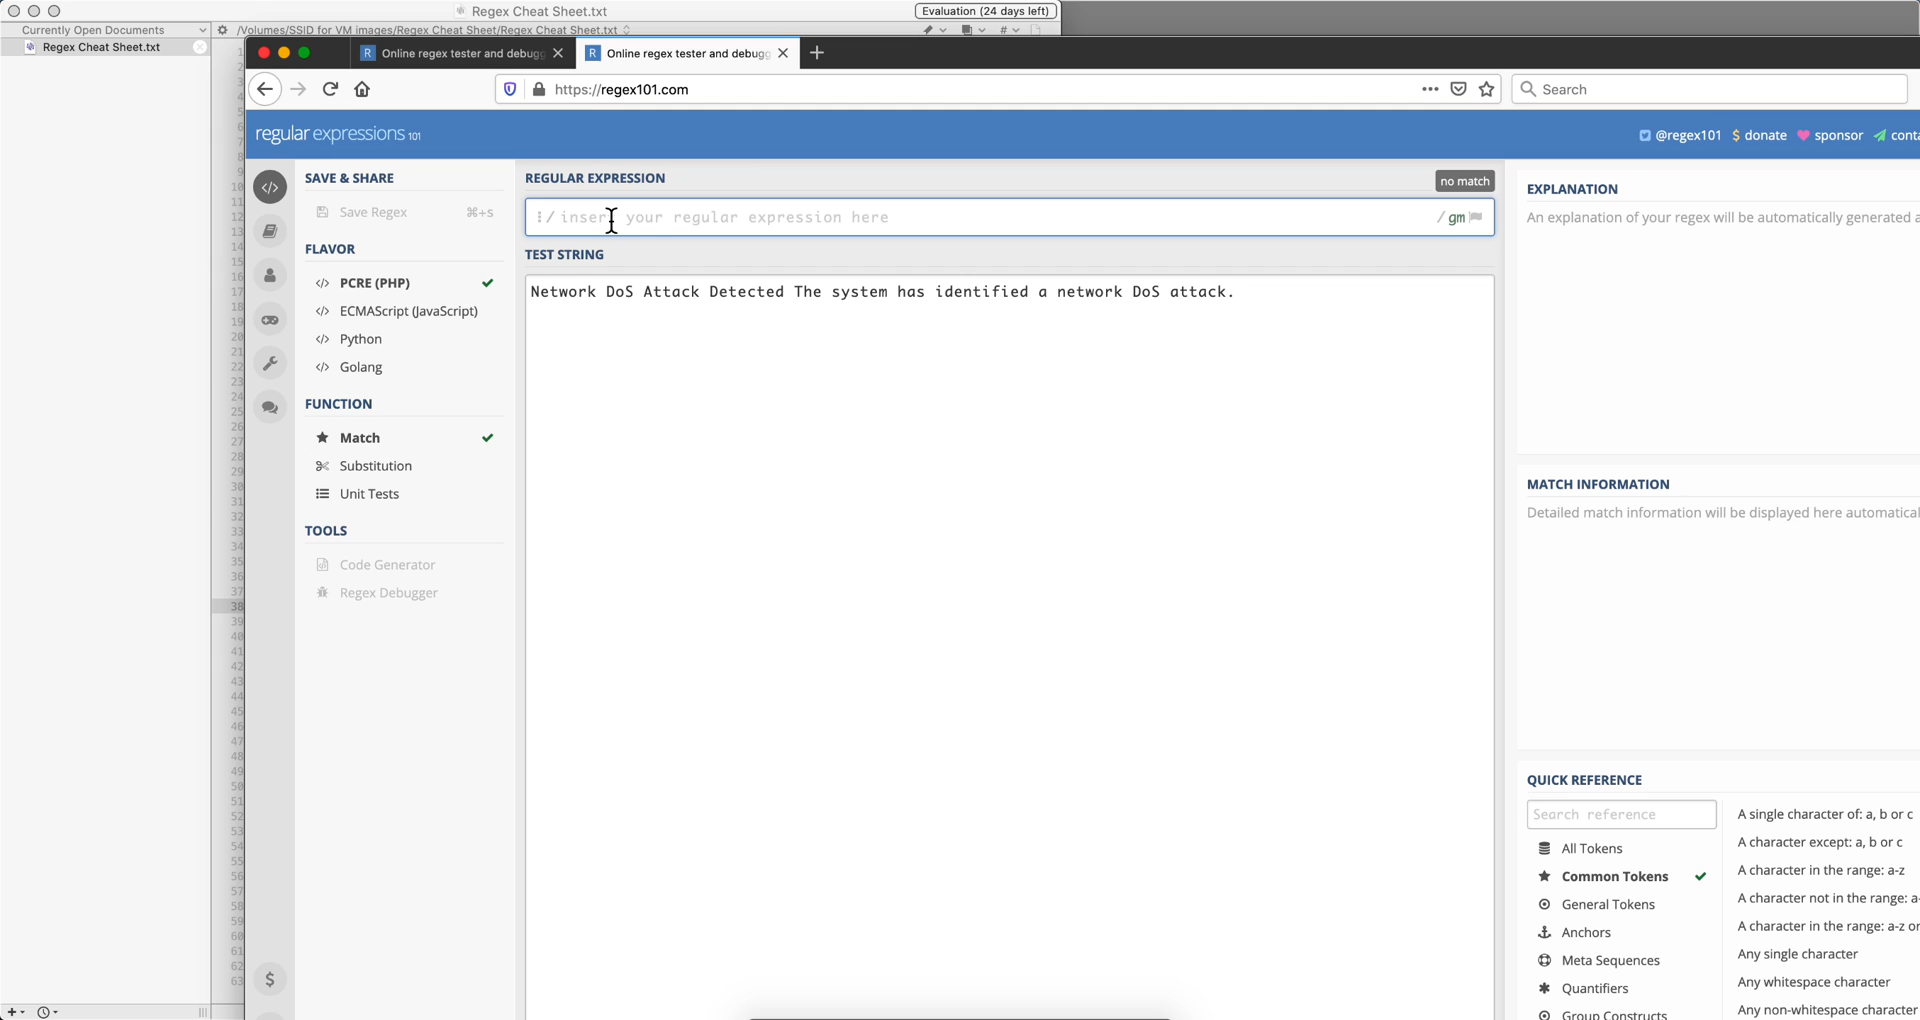 Regex Cheat Sheet.txt
Evaluation (24 days left)
Currently Open Documents
/Volumes/SSID for VM images/Regex Cheat Sheet/Regex Cheat Sheet.txt
Regex Cheat Sheet.txt
R Online regex tester and debugg
R Online regex tester and debugg
https://regex101.com
Search
regular expressions 101
@regex101 $ donate sponsor conta
SAVE & SHARE
Save Regex ⌘+s
FLAVOR
</> PCRE (PHP)
</> ECMAScript (JavaScript)
</> Python
</> Golang
FUNCTION
Match
Substitution
Unit Tests
TOOLS
Code Generator
Regex Debugger
REGULAR EXPRESSION
no match
/ insert your regular expression here / gm
TEST STRING
Network DoS Attack Detected The system has identified a network DoS attack.
EXPLANATION
An explanation of your regex will be automatically generated a
MATCH INFORMATION
Detailed match information will be displayed here automatical
QUICK REFERENCE
Search reference
All Tokens
Common Tokens
General Tokens
Anchors
Meta Sequences
Quantifiers
Group Constructs
A single character of: a, b or c
A character except: a, b or c
A character in the range: a-z
A character not in the range: a-
A character in the range: a-z or
Any single character
Any whitespace character
Any non-whitespace character